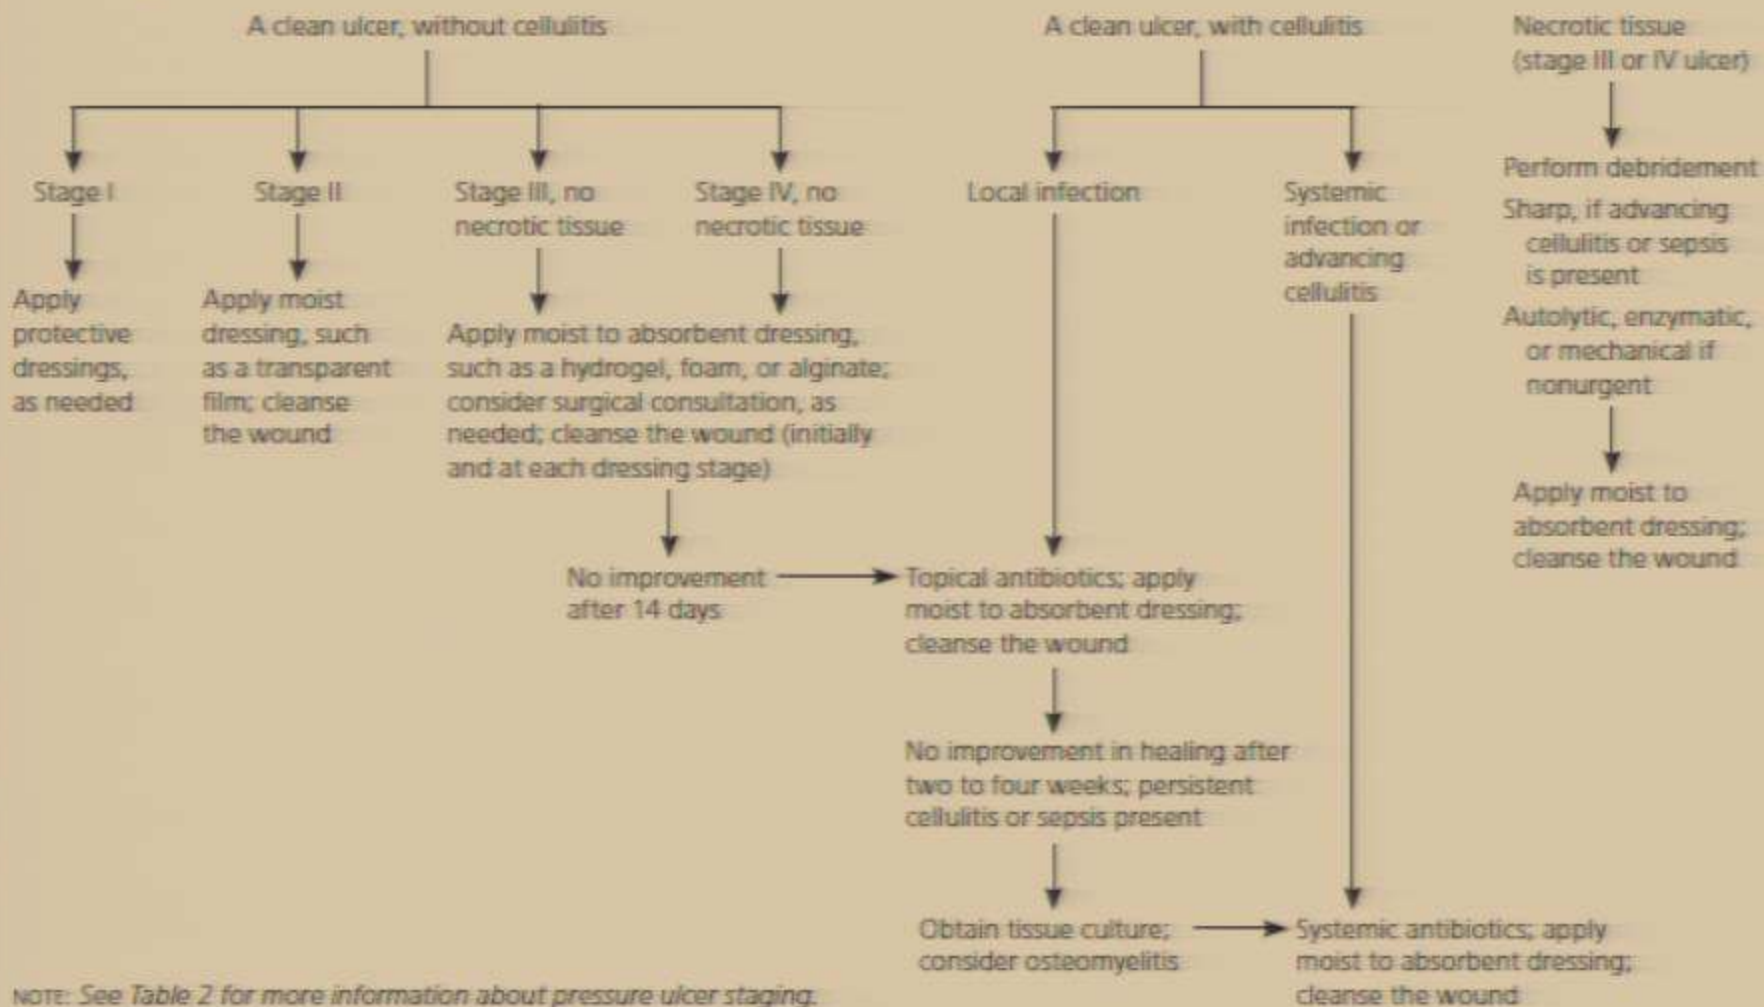 A clean ulcer, without cellulitis
Stage I
Apply
protective
dressings,
as needed
Stage II
Apply moist
dressing, such
as a transparent
film; cleanse
the wound
Stage III, no
necrotic tissue
Stage IV, no
necrotic tissue
Apply moist to absorbent dressing,
such as a hydrogel, foam, or alginate;
consider surgical consultation, as
needed; cleanse the wound (initially
and at each dressing stage)
No improvement
after 14 days
A clean ulcer, with cellulitis
Local infection
Topical antibiotics; apply
moist to absorbent dressing;
cleanse the wound
No improvement in healing after
two to four weeks; persistent
cellulitis or sepsis present
Obtain tissue culture;
consider osteomyelitis
Systemic
infection or
advancing
cellulitis
Systemic antibiotics; apply
moist to absorbent dressing;
cleanse the wound
Necrotic tissue
(stage III or IV ulcer)
Perform debridement
Sharp, if advancing
cellulitis or sepsis
is present
Autolytic, enzymatic,
or mechanical if
nonurgent
Apply moist to
absorbent dressing;
cleanse the wound
NOTE: See Table 2 for more information about pressure ulcer staging.